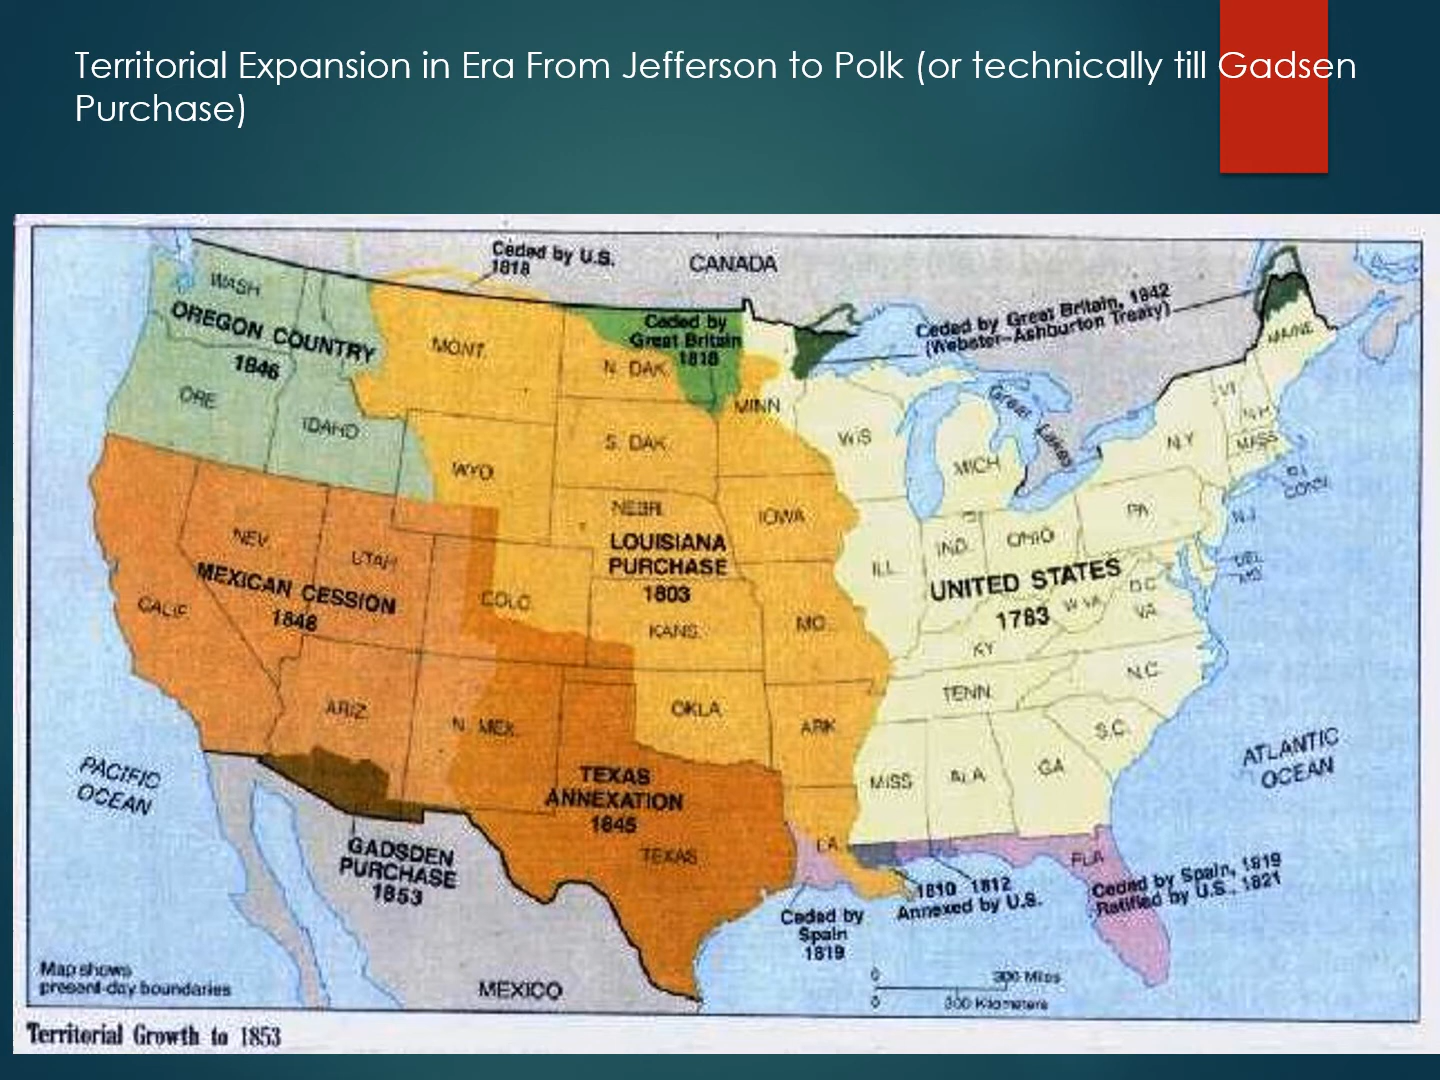 Territorial Expansion in Era From Jefferson to Polk (or technically till Gadsen
Purchase)
Ceded by U.S.
1818
CANADA
WASH
OREGON COUNTRY
1846
ORE
IDAHO
MONT.
Ceded by
Great Britain
1818
N. DAK.
MINN
Ceded by Great Britain, 1842
(Webster-Ashburton Treaty)
MAINE
VT
N.H.
MASS
R.I.
CONN.
N.Y.
Great
Lakes
WIS
MICH
S. DAK.
WYO.
NEBR.
IOWA
PA
N.J.
DEL
MD.
OHIO
IND.
ILL.
NEV.
UTAH
CALIF.
MEXICAN CESSION
1848
COLO.
LOUISIANA
PURCHASE
1803
KANS.
MO.
UNITED STATES
1783
D.C.
W.VA.
VA.
KY.
N.C.
TENN.
S.C.
ARIZ.
N. MEX.
OKLA.
ARK.
MISS
ALA
GA
TEXAS
ANNEXATION
1845
TEXAS
LA.
FLA
PACIFIC
OCEAN
ATLANTIC
OCEAN
GADSDEN
PURCHASE
1853
Ceded by
Spain
1819
1810 1812
Annexed by U.S.
Ceded by Spain, 1819
Ratified by U.S., 1821
0 300 Miles
0 300 Kilometers
MEXICO
Map shows
present-day boundaries
Territorial Growth to 1853